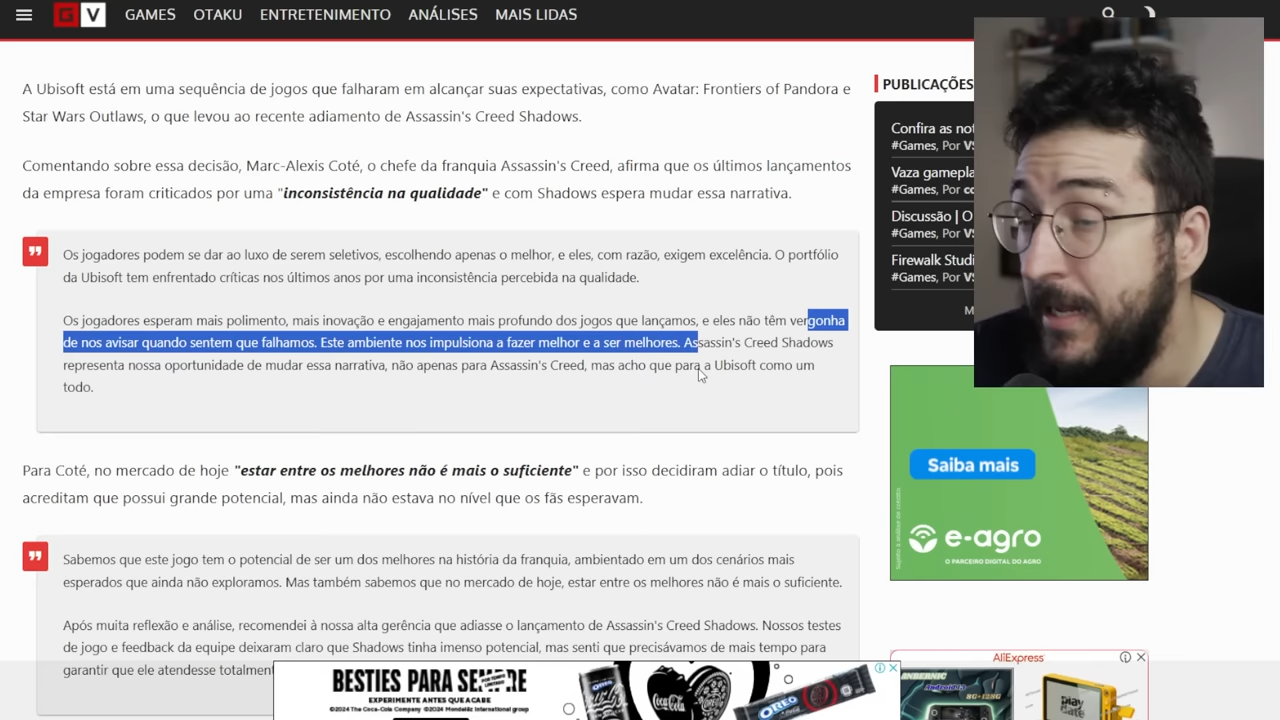 G V GAMES OTAKU ENTRETENIMENTO ANÁLISES MAIS LIDAS
A Ubisoft está em uma sequência de jogos que falharam em alcançar suas expectativas, como Avatar: Frontiers of Pandora e
Star Wars Outlaws, o que levou ao recente adiamento de Assassin's Creed Shadows.
Comentando sobre essa decisão, Marc-Alexis Coté, o chefe da franquia Assassin's Creed, afirma que os últimos lançamentos
da empresa foram criticados por uma "inconsistência na qualidade" e com Shadows espera mudar essa narrativa.
Os jogadores podem se dar ao luxo de serem seletivos, escolhendo apenas o melhor, e eles, com razão, exigem excelência. O portfólio
da Ubisoft tem enfrentado críticas nos últimos anos por uma inconsistência percebida na qualidade.
Os jogadores esperam mais polimento, mais inovação e engajamento mais profundo dos jogos que lançamos, e eles não têm vergonha
de nos avisar quando sentem que falhamos. Este ambiente nos impulsiona a fazer melhor e a ser melhores. Assassin's Creed Shadows
representa nossa oportunidade de mudar essa narrativa, não apenas para Assassin's Creed, mas acho que para a Ubisoft como um
todo.
Para Coté, no mercado de hoje "estar entre os melhores não é mais o suficiente" e por isso decidiram adiar o título, pois
acreditam que possui grande potencial, mas ainda não estava no nível que os fãs esperavam.
Sabemos que este jogo tem o potencial de ser um dos melhores na história da franquia, ambientado em um dos cenários mais
esperados que ainda não exploramos. Mas também sabemos que no mercado de hoje, estar entre os melhores não é mais o suficiente.
Após muita reflexão e análise, recomendei à nossa alta gerência que adiasse o lançamento de Assassin's Creed Shadows. Nossos testes
de jogo e feedback da equipe deixaram claro que Shadows tinha imenso potencial, mas senti que precisávamos de mais tempo para
garantir que ele atendesse totalment
PUBLICAÇÕES
Confira as not
#Games, Por VS
Vaza gamepla
#Games, Por co
Discussão | O
#Games, Por VS
Firewalk Studi
#Games, Por VS
M
Saiba mais
e-agro
O PARCEIRO DIGITAL DO AGRO
BESTIES PARA SEMPRE
EXPERIMENTE ANTES QUE ACABE
©2024 The Coca-Cola Company ©2024 Mondelēz International group
OREO
OREO
AliExpress
ANBERNIC
Android13
8G+128G
PLAY
GATE